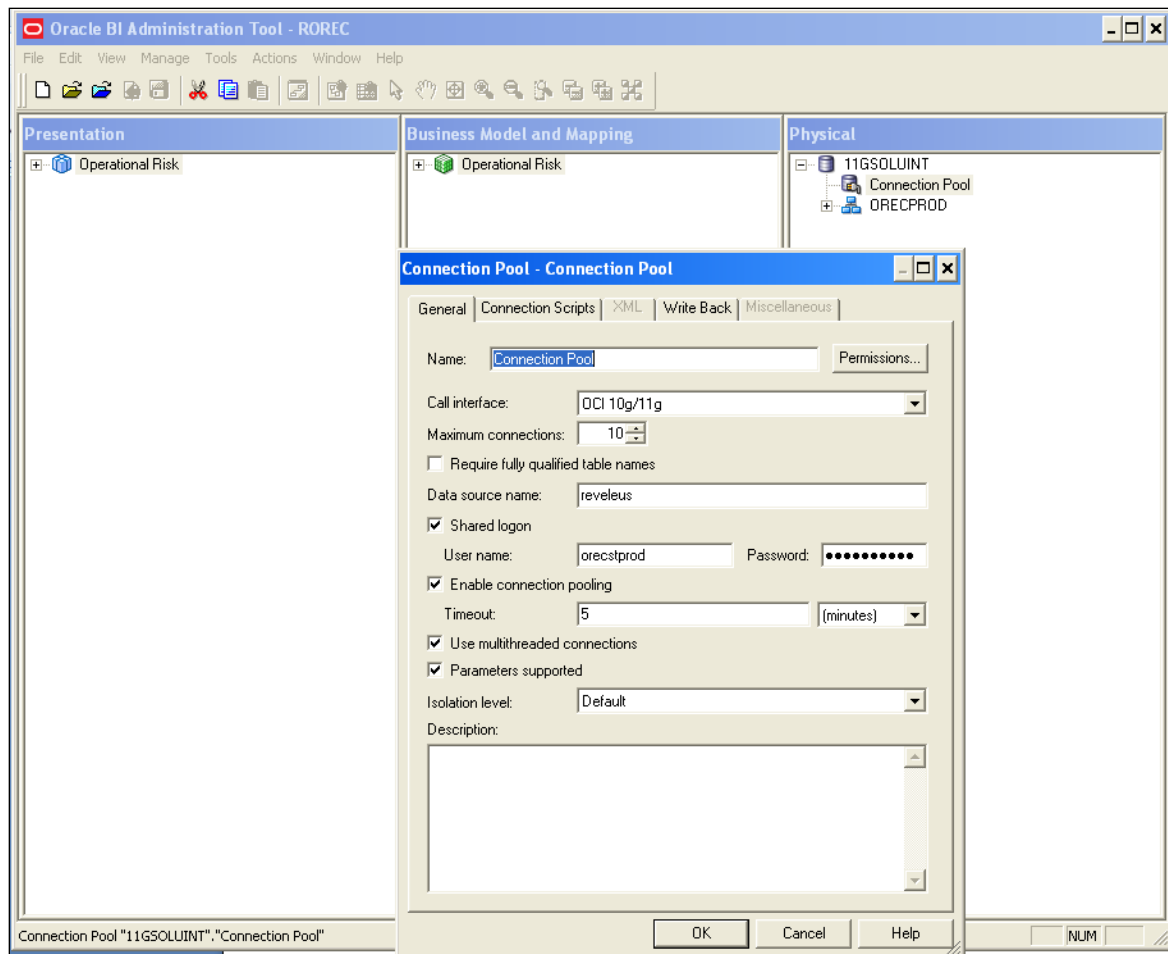 Oracle BI Administration Tool - ROREC
File Edit View Manage Tools Actions Window Help
Presentation
Operational Risk
Business Model and Mapping
Operational Risk
Physical
11GSOLUINT
Connection Pool
ORECPROD
Connection Pool - Connection Pool
General Connection Scripts XML Write Back Miscellaneous
Name: Connection Pool Permissions...
Call interface: OCI 10g/11g
Maximum connections: 10
Require fully qualified table names
Data source name: reveleus
Shared logon
User name: orecstprod Password: ●●●●●●●●●●
Enable connection pooling
Timeout: 5 (minutes)
Use multithreaded connections
Parameters supported
Isolation level: Default
Description:
OK Cancel Help
Connection Pool "11GSOLUINT"."Connection Pool" NUM